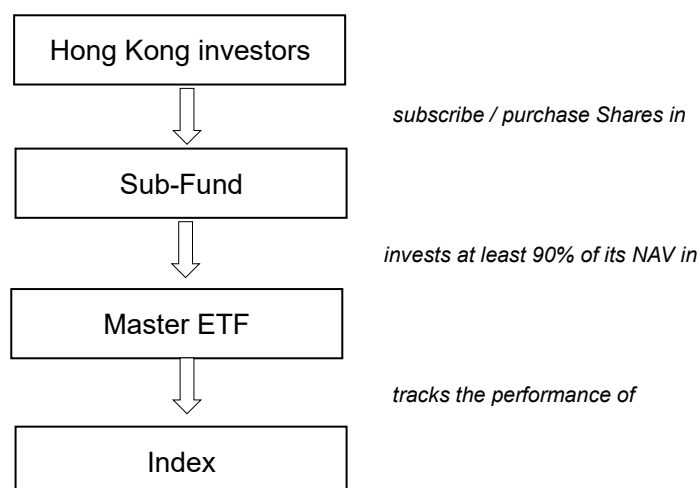 Hong Kong investors
subscribe / purchase Shares in
Sub-Fund
invests at least 90% of its NAV in
Master ETF
tracks the performance of
Index